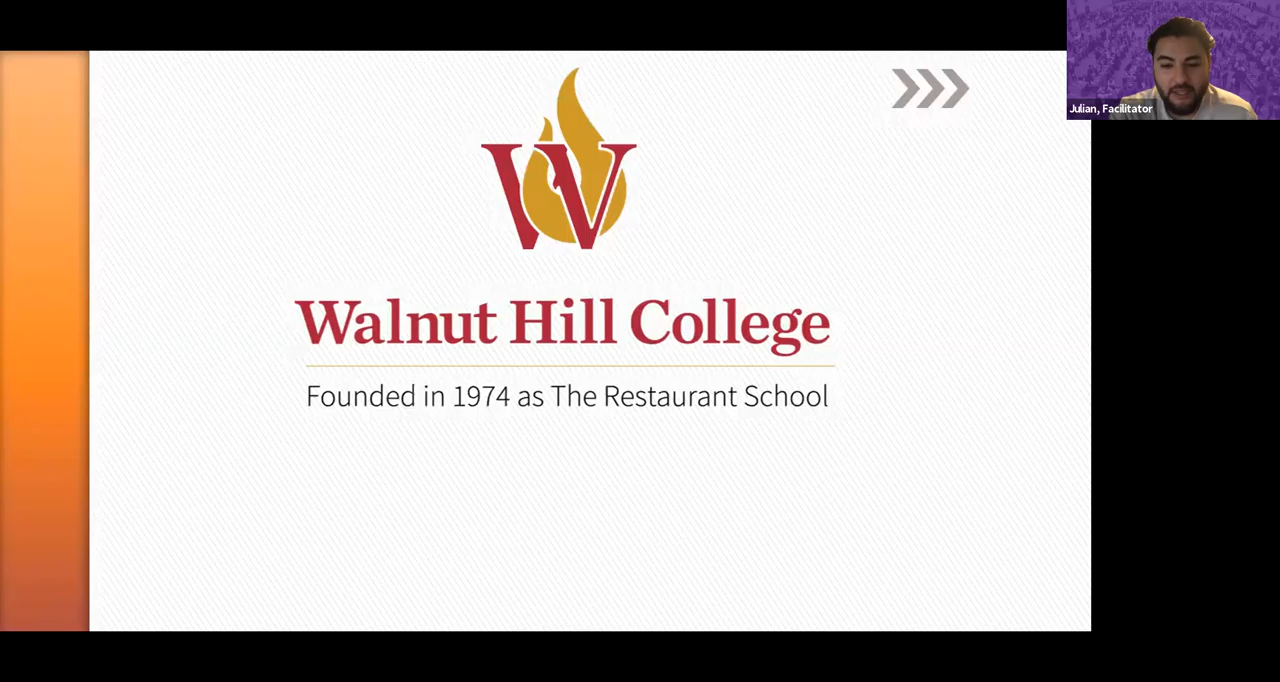 Julian, Facilitator
W
Walnut Hill College
Founded in 1974 as The Restaurant School